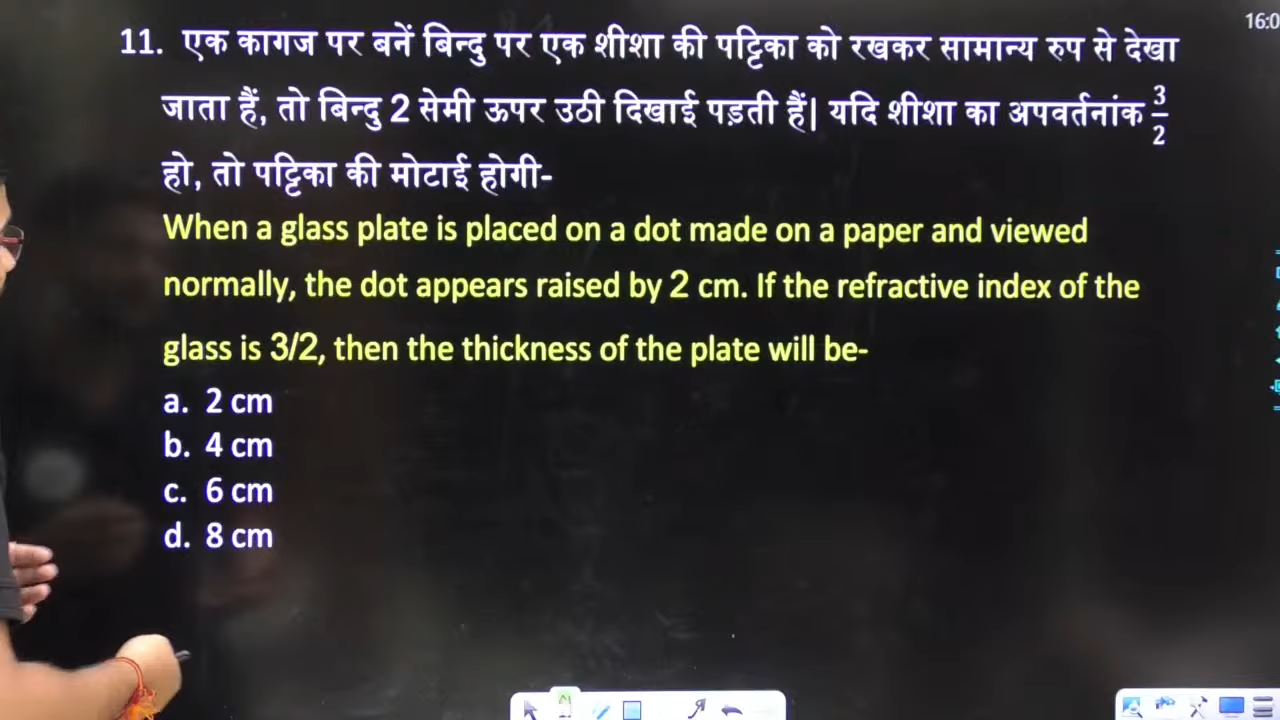 16:0
11. एक कागज पर बनें बिन्दु पर एक शीशा की पट्टिका को रखकर सामान्य रुप से देखा
जाता हैं, तो बिन्दु 2 सेमी ऊपर उठी दिखाई पड़ती हैं| यदि शीशा का अपवर्तनांक 3/2
हो, तो पट्टिका की मोटाई होगी-
When a glass plate is placed on a dot made on a paper and viewed
normally, the dot appears raised by 2 cm. If the refractive index of the
glass is 3/2, then the thickness of the plate will be-
a. 2 cm
b. 4 cm
c. 6 cm
d. 8 cm